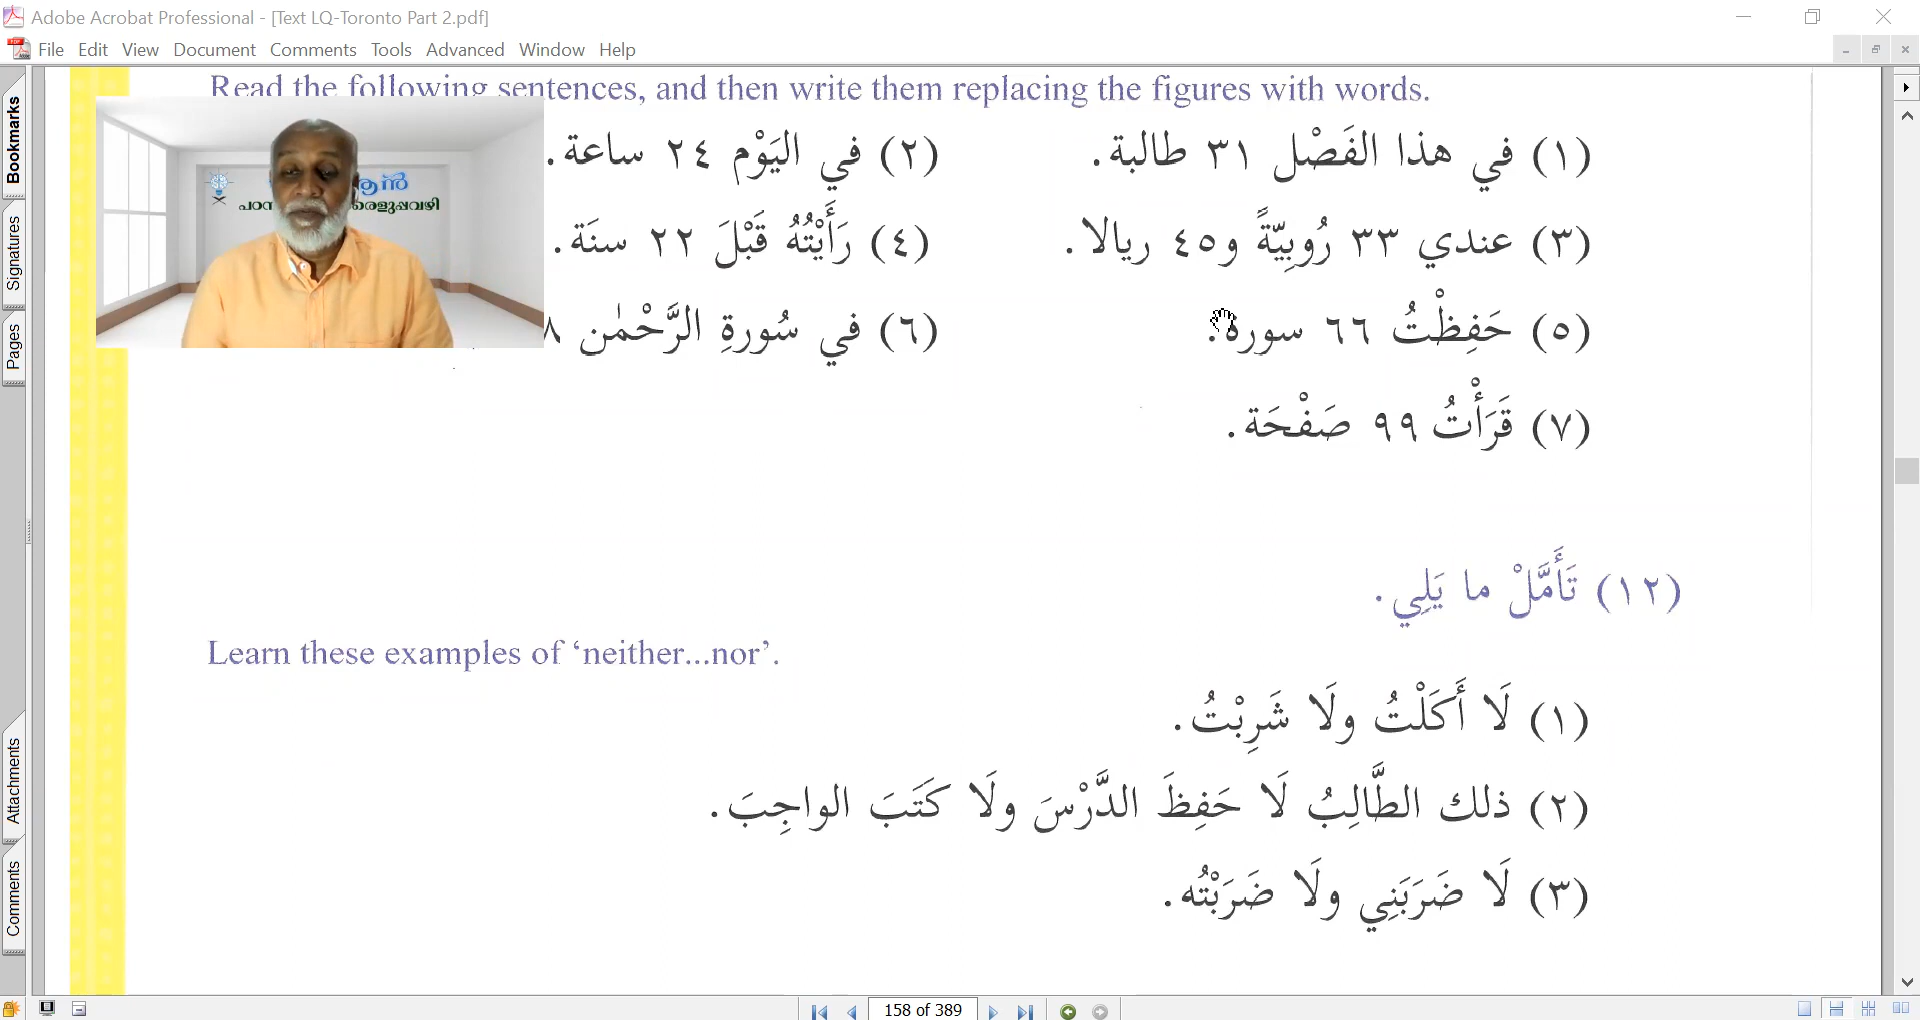 Adobe Acrobat Professional - [Text LQ-Toronto Part 2.pdf]
File Edit View Document Comments Tools Advanced Window Help
Read the following sentences, and then write them replacing the figures with words.
(١) في هذا الفَصْل ٣١ طالبة. (٢) في اليَوْم ٢٤ ساعة.
(٣) عندي ٣٣ رُوبِيَّةً و٤٥ ريالا. (٤) رَأَيْتُهُ قَبْلَ ٢٢ سنَة.
(٥) حَفِظْتُ ٦٦ سورة. (٦) في سُورةِ الرَّحْمٰن ٨
(٧) قَرَأْتُ ٩٩ صَفْحَة.
(١٢) تَأَمَّلْ ما يَلِي.
Learn these examples of ‘neither...nor’.
(١) لَا أَكَلْتُ ولَا شَرِبْتُ.
(٢) ذلك الطَّالِبُ لَا حَفِظَ الدَّرْسَ ولَا كَتَبَ الواجِبَ.
(٣) لَا ضَرَبَنِي ولَا ضَرَبْتُه.
Bookmarks
Signatures
Pages
Attachments
Comments
158 of 389